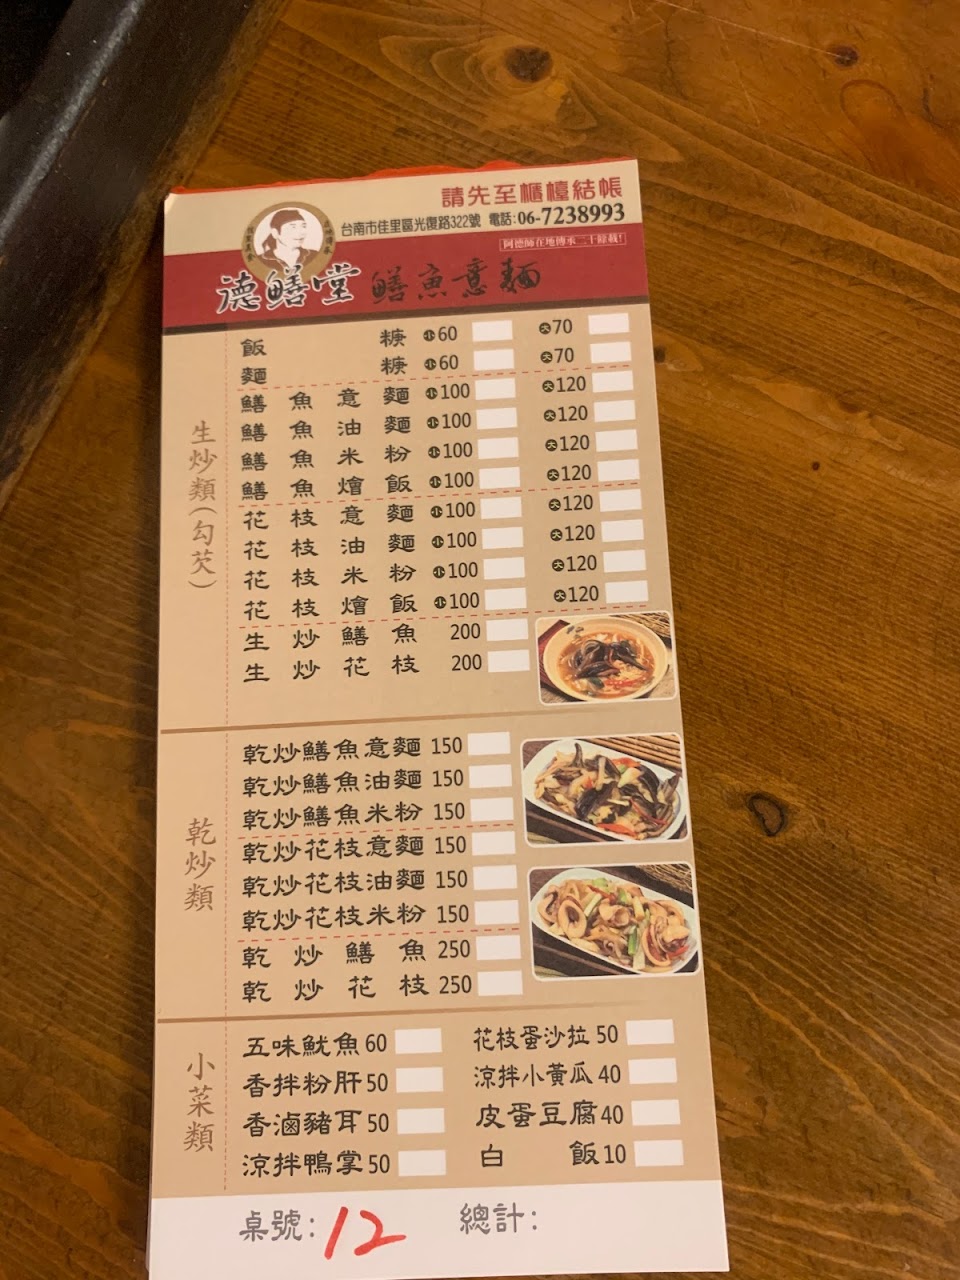 請先至櫃檯結帳
台南市佳里區光復路322號 電話:06-7238993
阿德師在地傳承二十餘載!
德鱔堂 鱔魚意麵
生炒類(勾芡)
飯糖 小60 大70
麵糖 小60 大70
鱔魚意麵 小100 大120
鱔魚油麵 小100 大120
鱔魚米粉 小100 大120
鱔魚燴飯 小100 大120
花枝意麵 小100 大120
花枝油麵 小100 大120
花枝米粉 小100 大120
花枝燴飯 小100 大120
生炒鱔魚 200
生炒花枝 200
乾炒類
乾炒鱔魚意麵 150
乾炒鱔魚油麵 150
乾炒鱔魚米粉 150
乾炒花枝意麵 150
乾炒花枝油麵 150
乾炒花枝米粉 150
乾炒鱔魚 250
乾炒花枝 250
小菜類
五味魷魚 60 花枝蛋沙拉 50
香拌粉肝 50 涼拌小黃瓜 40
香滷豬耳 50 皮蛋豆腐 40
涼拌鴨掌 50 白飯 10
桌號:12 總計: